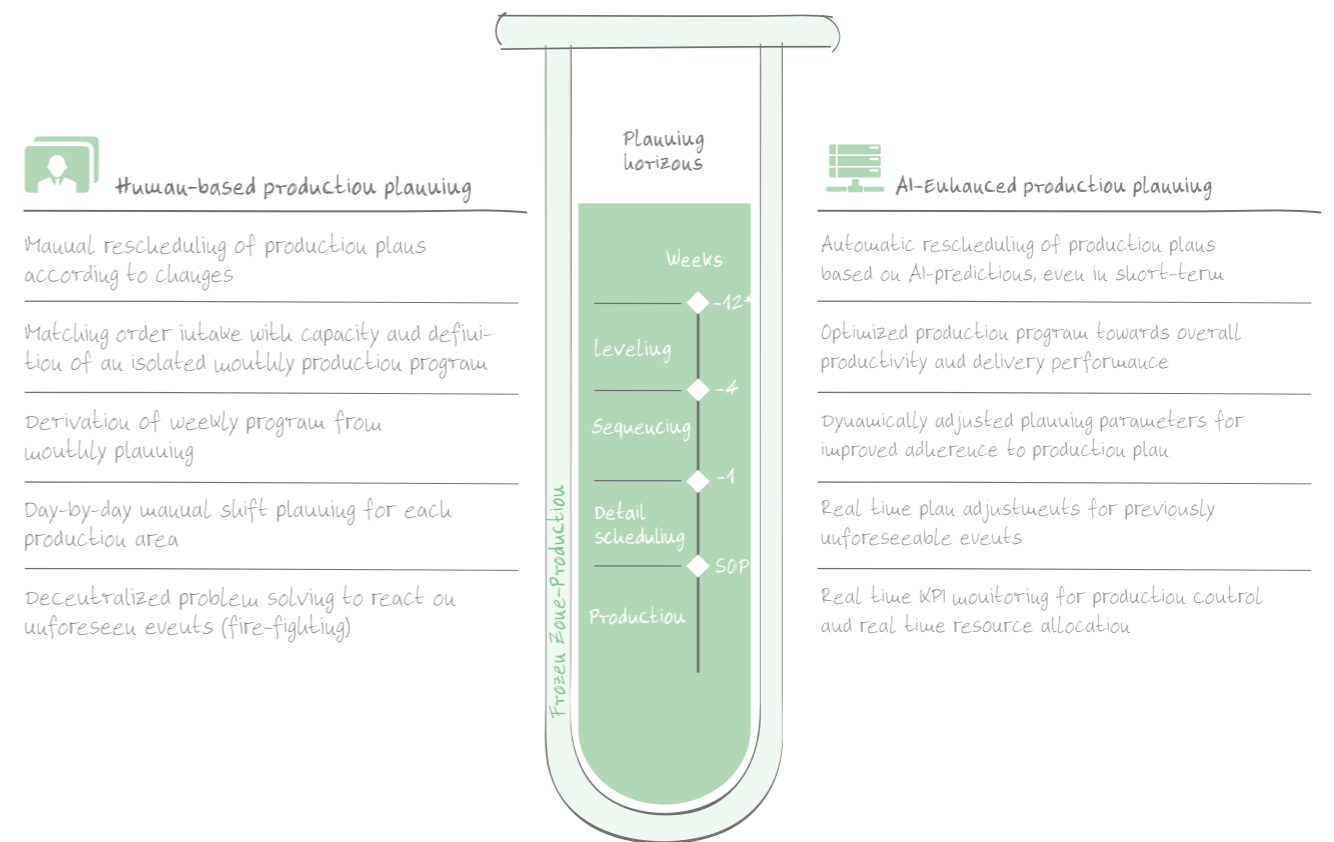 Planning
horizons
Human-based production planning
Manual rescheduling of production plans
according to changes
Matching order intake with capacity and defini-
tion of an isolated monthly production program
Derivation of weekly program from
monthly planning
Day-by-day manual shift planning for each
production area
Decentralized problem solving to react on
unforeseen events (fire-fighting)
Weeks
-12*
Leveling
-4
Sequencing
-1
Detail
scheduling
SOP
Production
Frozen Zone-Production
AI-Enhanced production planning
Automatic rescheduling of production plans
based on AI-predictions, even in short-term
Optimized production program towards overall
productivity and delivery performance
Dynamically adjusted planning parameters for
improved adherence to production plan
Real time plan adjustments for previously
unforeseeable events
Real time KPI monitoring for production control
and real time resource allocation